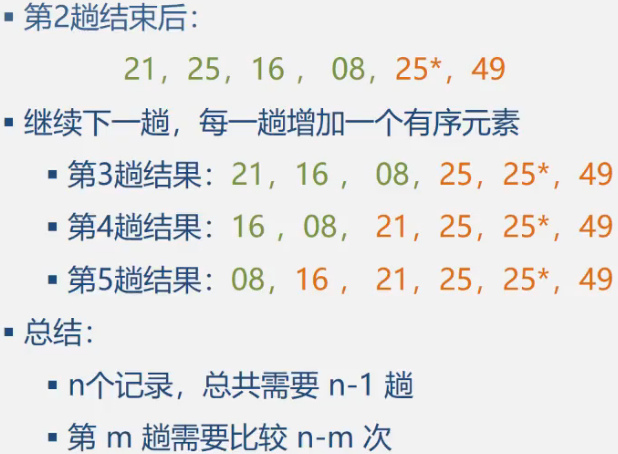 ▪ 第2趟结束后：
21，25，16 ，08，25*，49
▪ 继续下一趟，每一趟增加一个有序元素
▪ 第3趟结果：21，16 ， 08，25，25*，49
▪ 第4趟结果：16 ，08， 21，25，25*，49
▪ 第5趟结果：08，16 ， 21，25，25*，49
▪ 总结：
▪ n个记录，总共需要 n-1 趟
▪ 第 m 趟需要比较 n-m 次